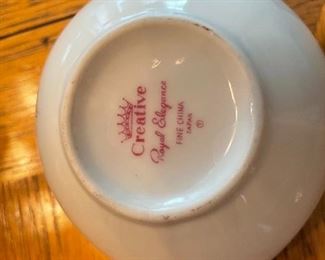 Creative
Royal Elegance
FINE CHINA
JAPAN